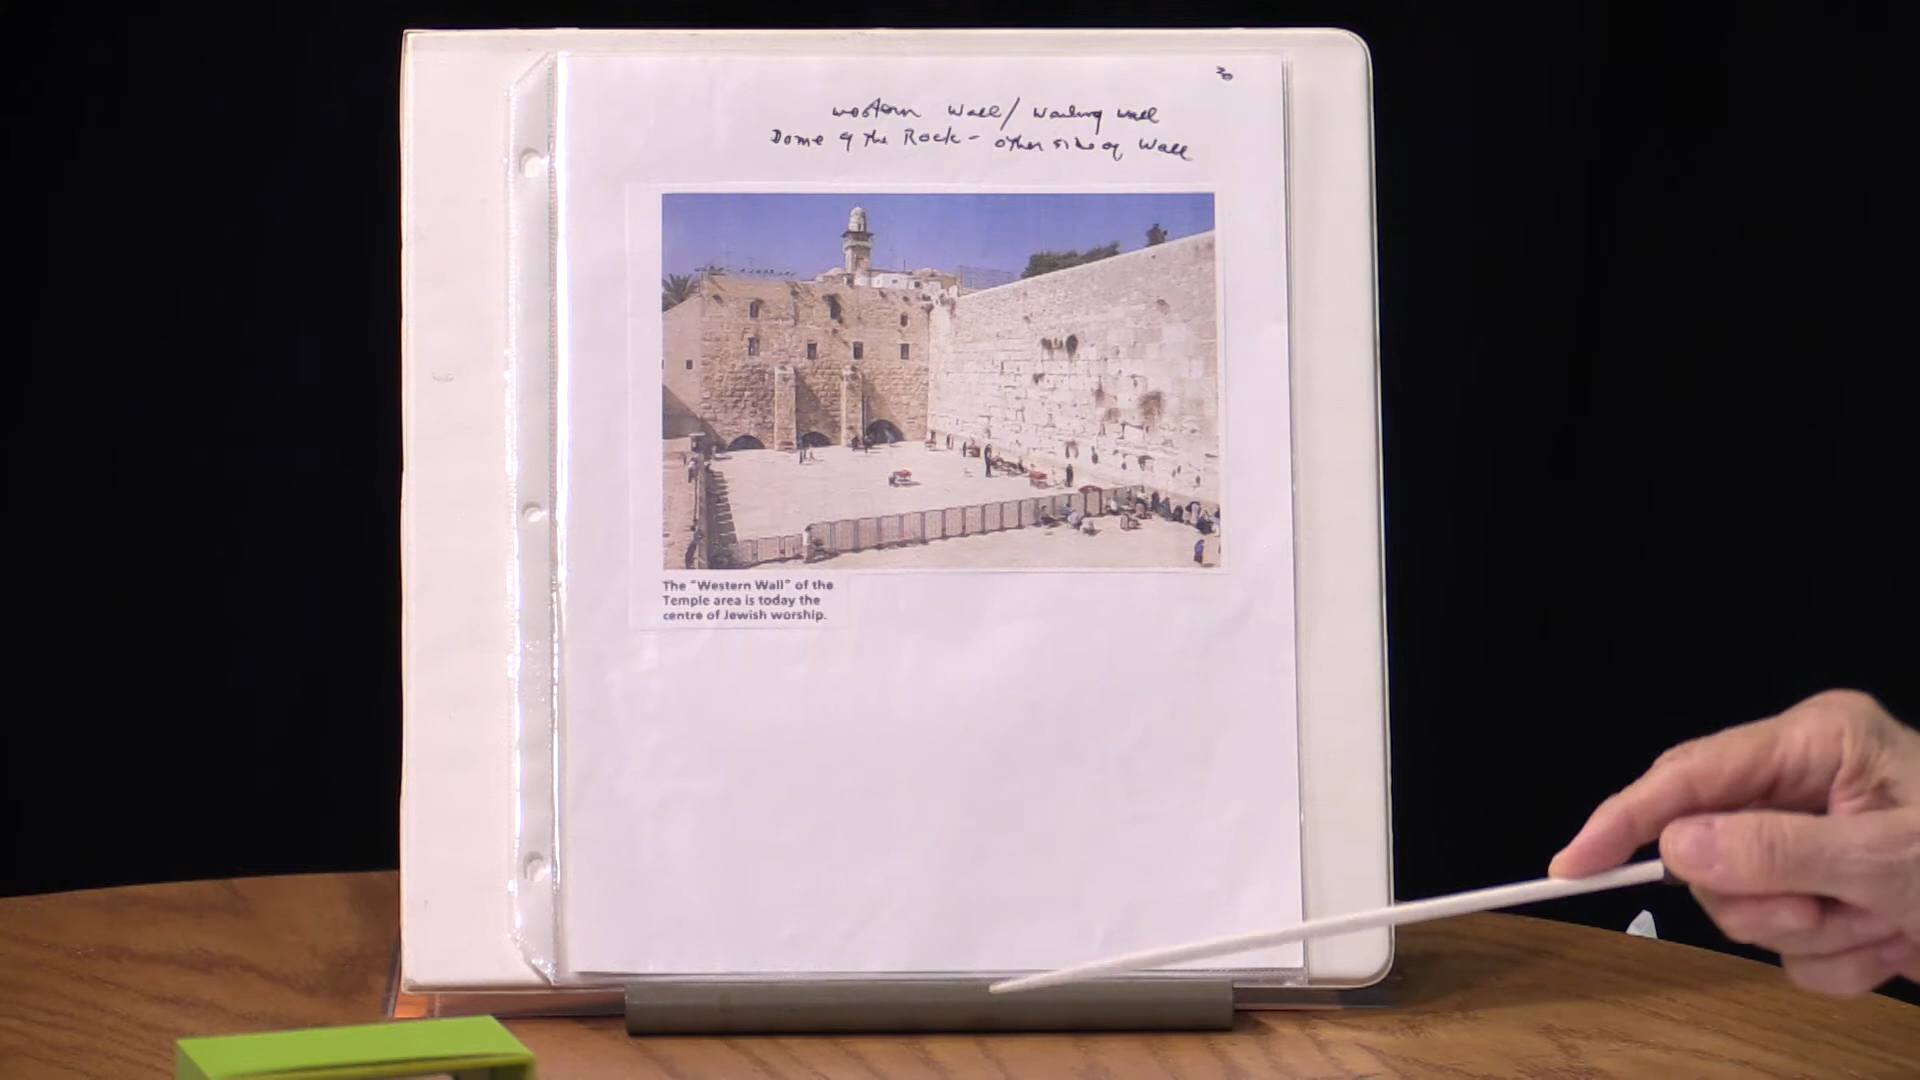 30
Western Wall/ Wailing Wall
Dome of the Rock - other side of Wall
The "Western Wall" of the
Temple area is today the
centre of Jewish worship.